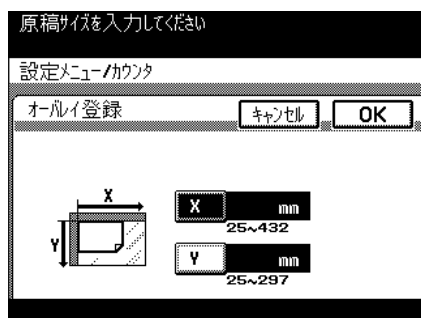 原稿サイズを入力してください
設定メニュー/カウンタ
オーバレイ登録
キャンセル
OK
X
X mm
25~432
Y
Y mm
25~297